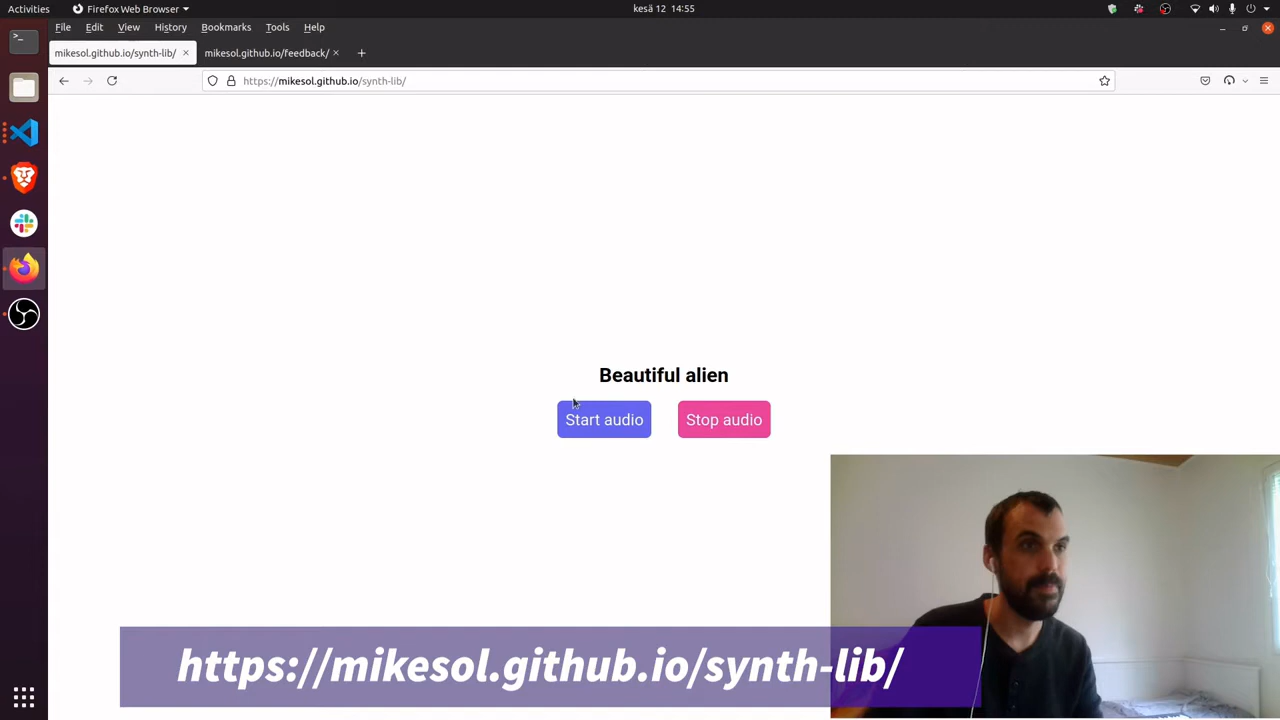 Activities
Firefox Web Browser
kesä 12 14:55
File Edit View History Bookmarks Tools Help
mikesol.github.io/synth-lib/
mikesol.github.io/feedback/
https://mikesol.github.io/synth-lib/
Beautiful alien
Start audio
Stop audio
https://mikesol.github.io/synth-lib/